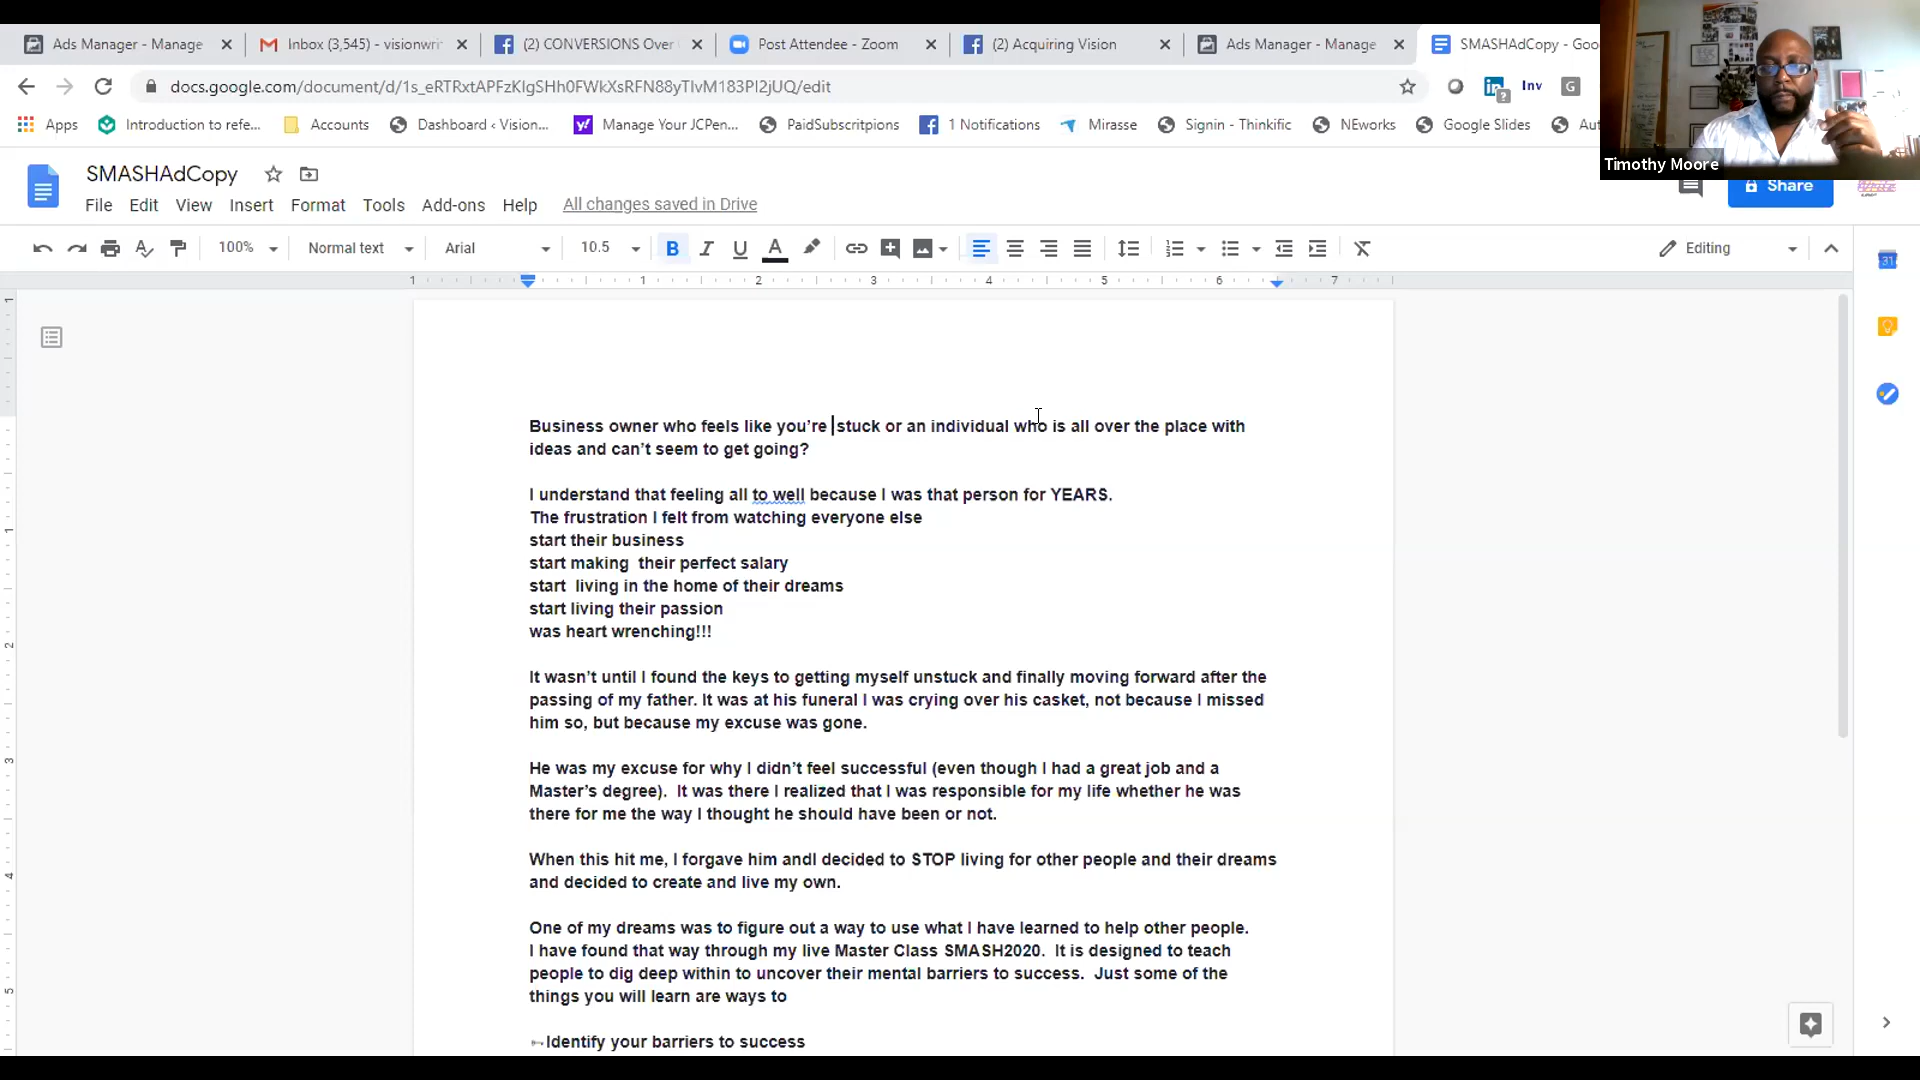 Ads Manager - Manage
Inbox (3,545) - visionwri
(2) CONVERSIONS Over
Post Attendee - Zoom
(2) Acquiring Vision
Ads Manager - Manage
SMASHAdCopy - Goo
docs.google.com/document/d/1s_eRTRxtAPFzKIgSHh0FWkXsRFN88yTIvM183PI2jUQ/edit
Inv
G
Apps
Introduction to refe...
Accounts
Dashboard ‹ Vision...
Manage Your JCPen...
PaidSubscritpions
1 Notifications
Mirasse
Signin - Thinkific
NEworks
Google Slides
Aut
Timothy Moore
SMASHAdCopy
Share
File Edit View Insert Format Tools Add-ons Help All changes saved in Drive
100% Normal text Arial 10.5 B I U A Editing
1 1 2 3 4 5 6 7
31
Business owner who feels like you’re stuck or an individual who is all over the place with
ideas and can’t seem to get going?
I understand that feeling all to well because I was that person for YEARS.
The frustration I felt from watching everyone else
start their business
start making  their perfect salary
start  living in the home of their dreams
start living their passion
was heart wrenching!!!
It wasn’t until I found the keys to getting myself unstuck and finally moving forward after the
passing of my father. It was at his funeral I was crying over his casket, not because I missed
him so, but because my excuse was gone.
He was my excuse for why I didn’t feel successful (even though I had a great job and a
Master’s degree).  It was there I realized that I was responsible for my life whether he was
there for me the way I thought he should have been or not.
When this hit me, I forgave him andI decided to STOP living for other people and their dreams
and decided to create and live my own.
One of my dreams was to figure out a way to use what I have learned to help other people.
I have found that way through my live Master Class SMASH2020.  It is designed to teach
people to dig deep within to uncover their mental barriers to success.  Just some of the
things you will learn are ways to
Identify your barriers to success